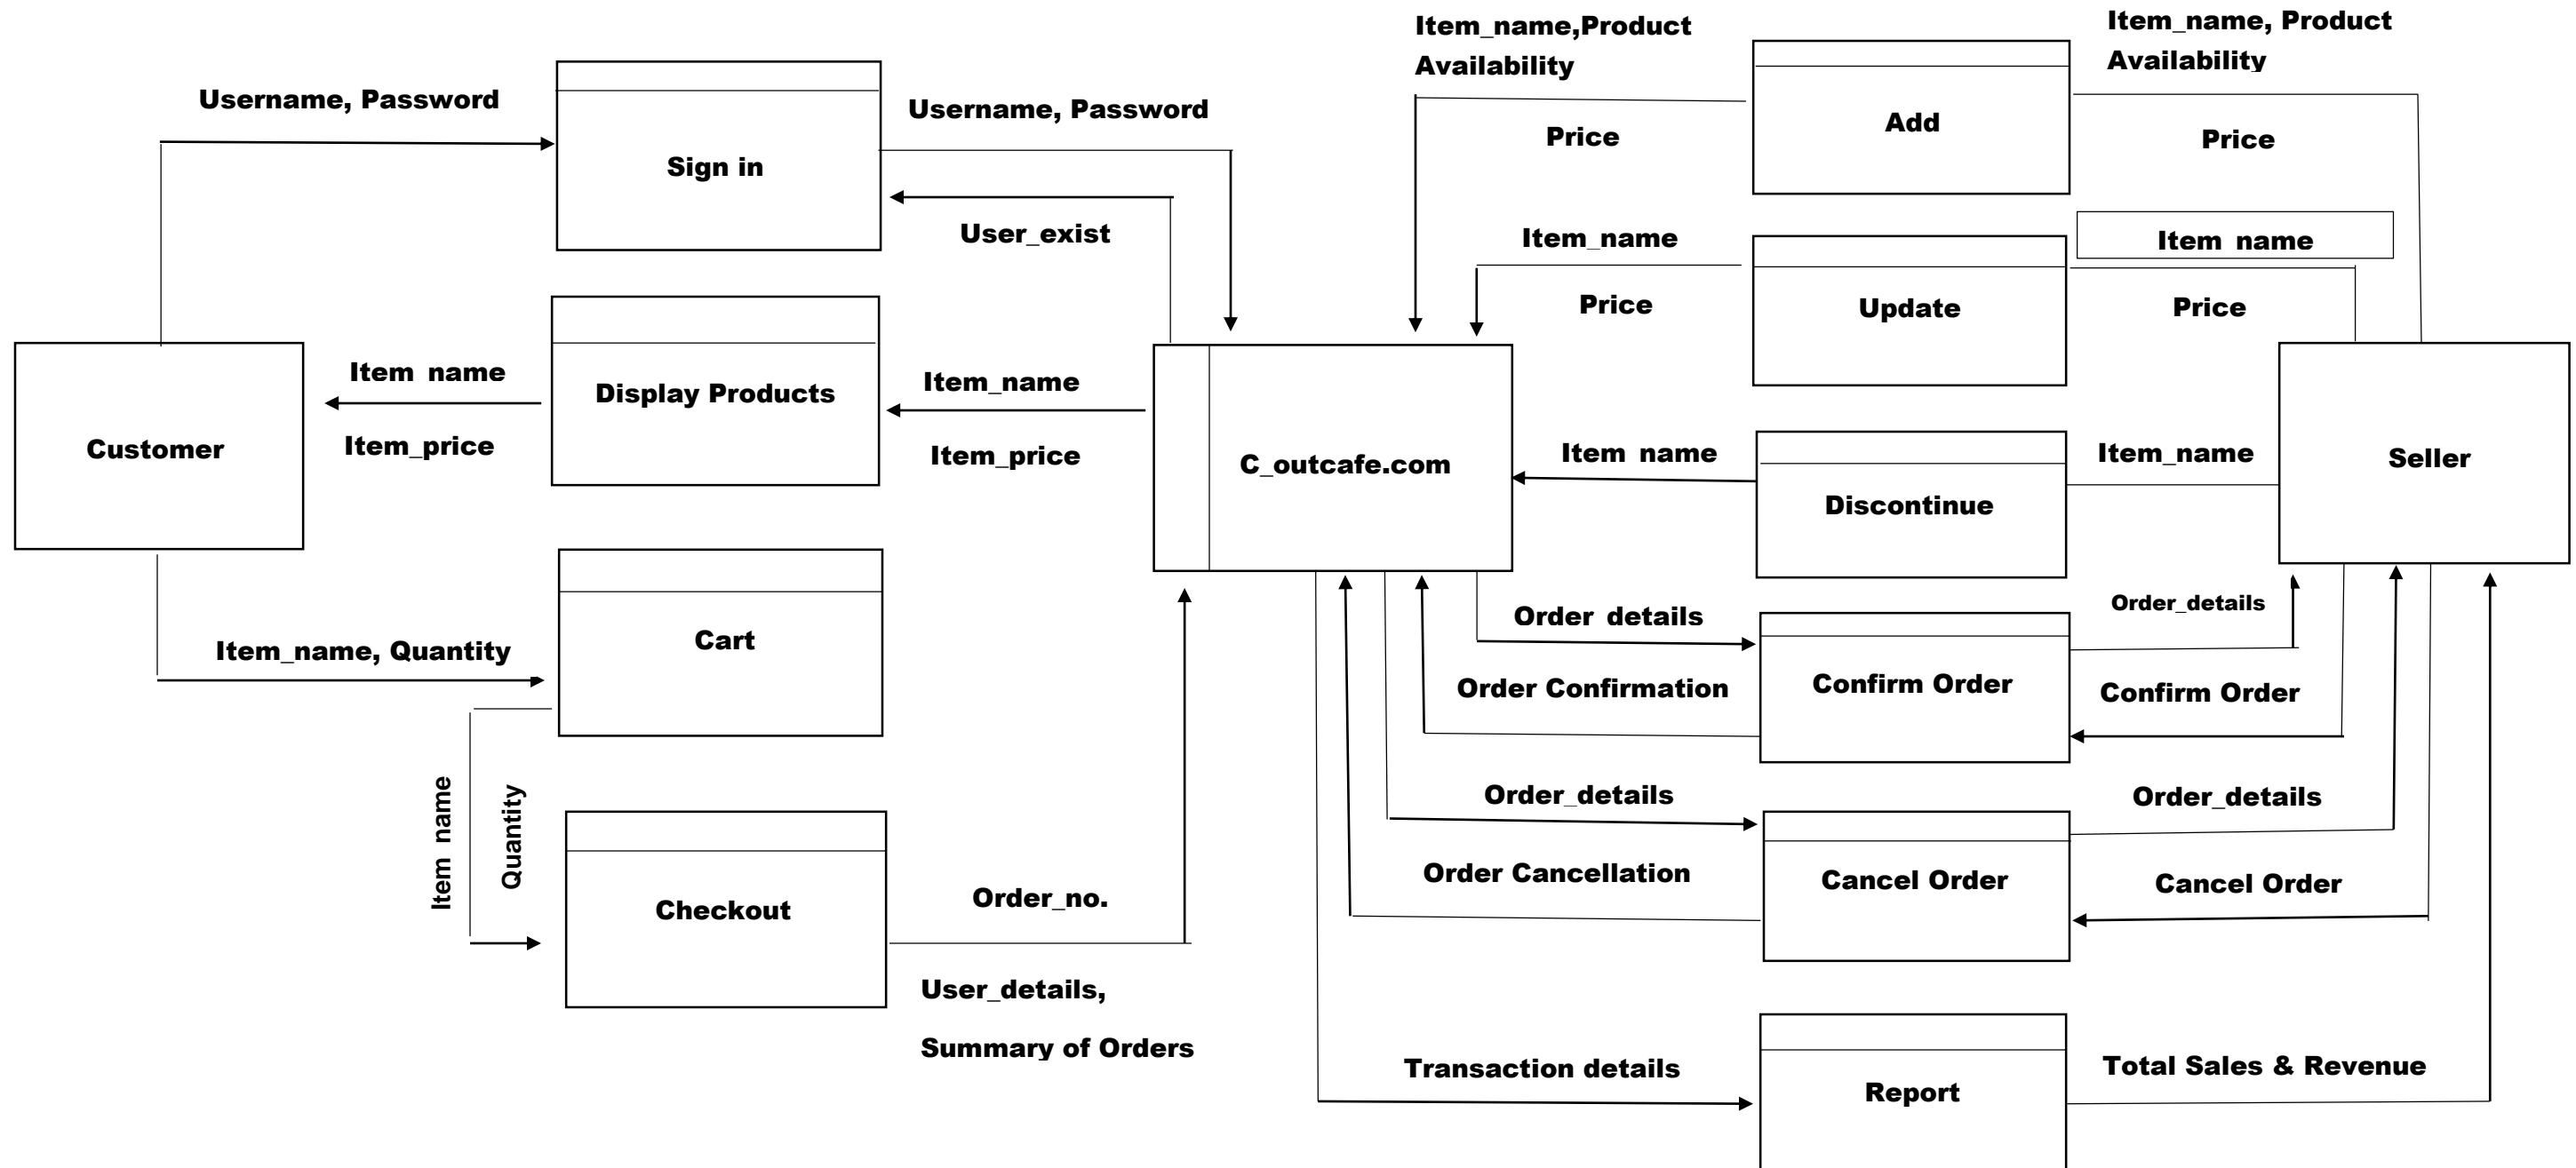 Item_name,Product
Availability
Price
Item_name, Product
Availability
Price
Add
Username, Password
Sign in
Username, Password
User_exist
Item_name
Price
Update
Item name
Price
Customer
Item name
Item_price
Display Products
Item_name
Item_price
C_outcafe.com
Item name
Discontinue
Item_name
Seller
Item_name, Quantity
Cart
Item name
Quantity
Checkout
Order_no.
User_details,
Summary of Orders
Order details
Order Confirmation
Confirm Order
Order_details
Confirm Order
Order_details
Order Cancellation
Cancel Order
Order_details
Cancel Order
Transaction details
Report
Total Sales & Revenue